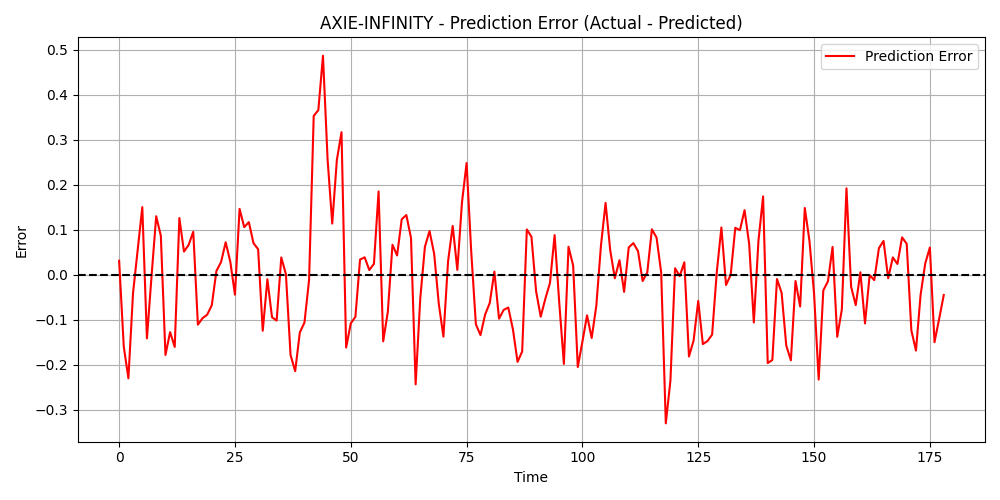 AXIE-INFINITY - Prediction Error (Actual - Predicted)
Prediction Error
Error
0.5
0.4
0.3
0.2
0.1
0.0
−0.1
−0.2
−0.3
0 25 50 75 100 125 150 175
Time